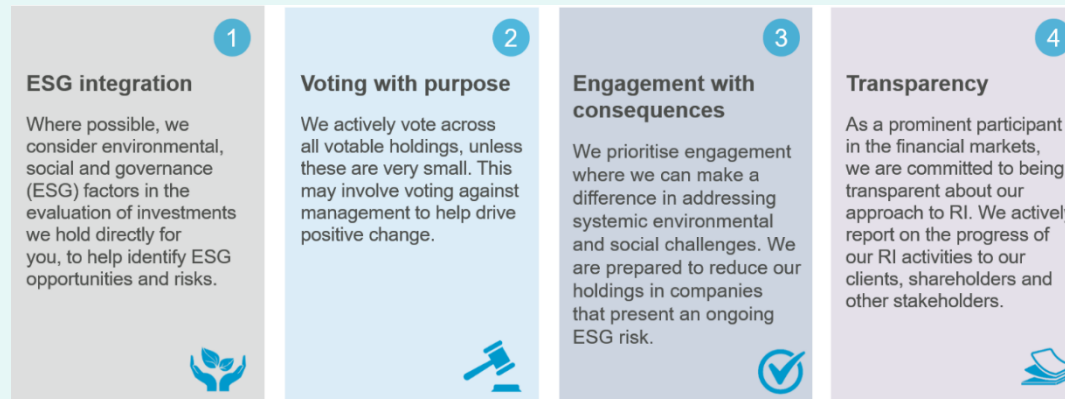 1
ESG integration
Where possible, we
consider environmental,
social and governance
(ESG) factors in the
evaluation of investments
we hold directly for
you, to help identify ESG
opportunities and risks.
2
Voting with purpose
We actively vote across
all votable holdings, unless
these are very small. This
may involve voting against
management to help drive
positive change.
3
Engagement with
consequences
We prioritise engagement
where we can make a
difference in addressing
systemic environmental
and social challenges. We
are prepared to reduce our
holdings in companies
that present an ongoing
ESG risk.
4
Transparency
As a prominent participant
in the financial markets,
we are committed to being
transparent about our
approach to RI. We actively
report on the progress of
our RI activities to our
clients, shareholders and
other stakeholders.